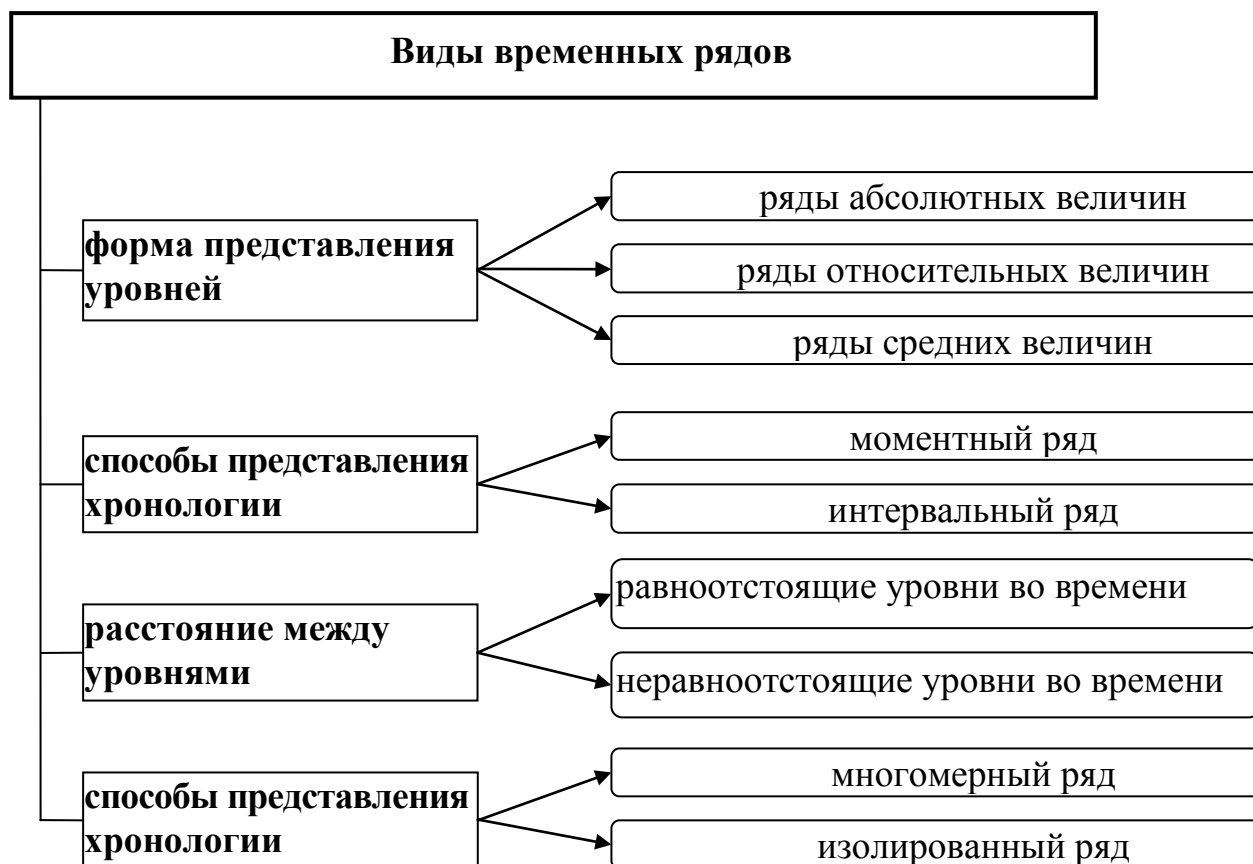 Виды временных рядов
форма представления
уровней
ряды абсолютных величин
ряды относительных величин
ряды средних величин
способы представления
хронологии
моментный ряд
интервальный ряд
расстояние между
уровнями
равноотстоящие уровни во времени
неравноотстоящие уровни во времени
способы представления
хронологии
многомерный ряд
изолированный ряд